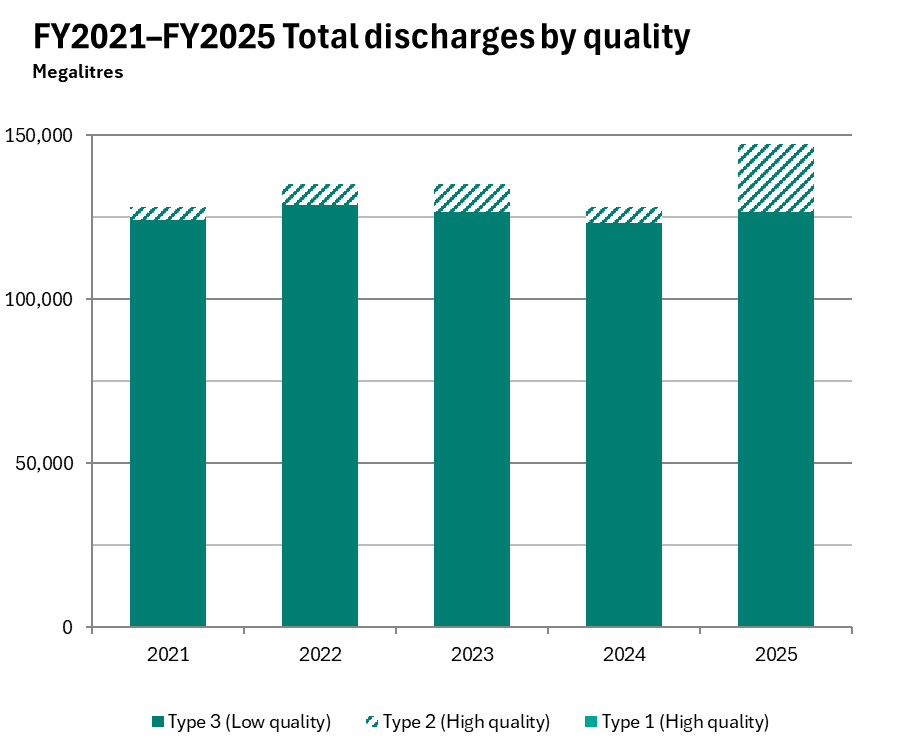 FY2021–FY2025 Total discharges by quality
Megalitres
150,000
100,000
50,000
0
2021 2022 2023 2024 2025
Type 3 (Low quality) Type 2 (High quality) Type 1 (High quality)